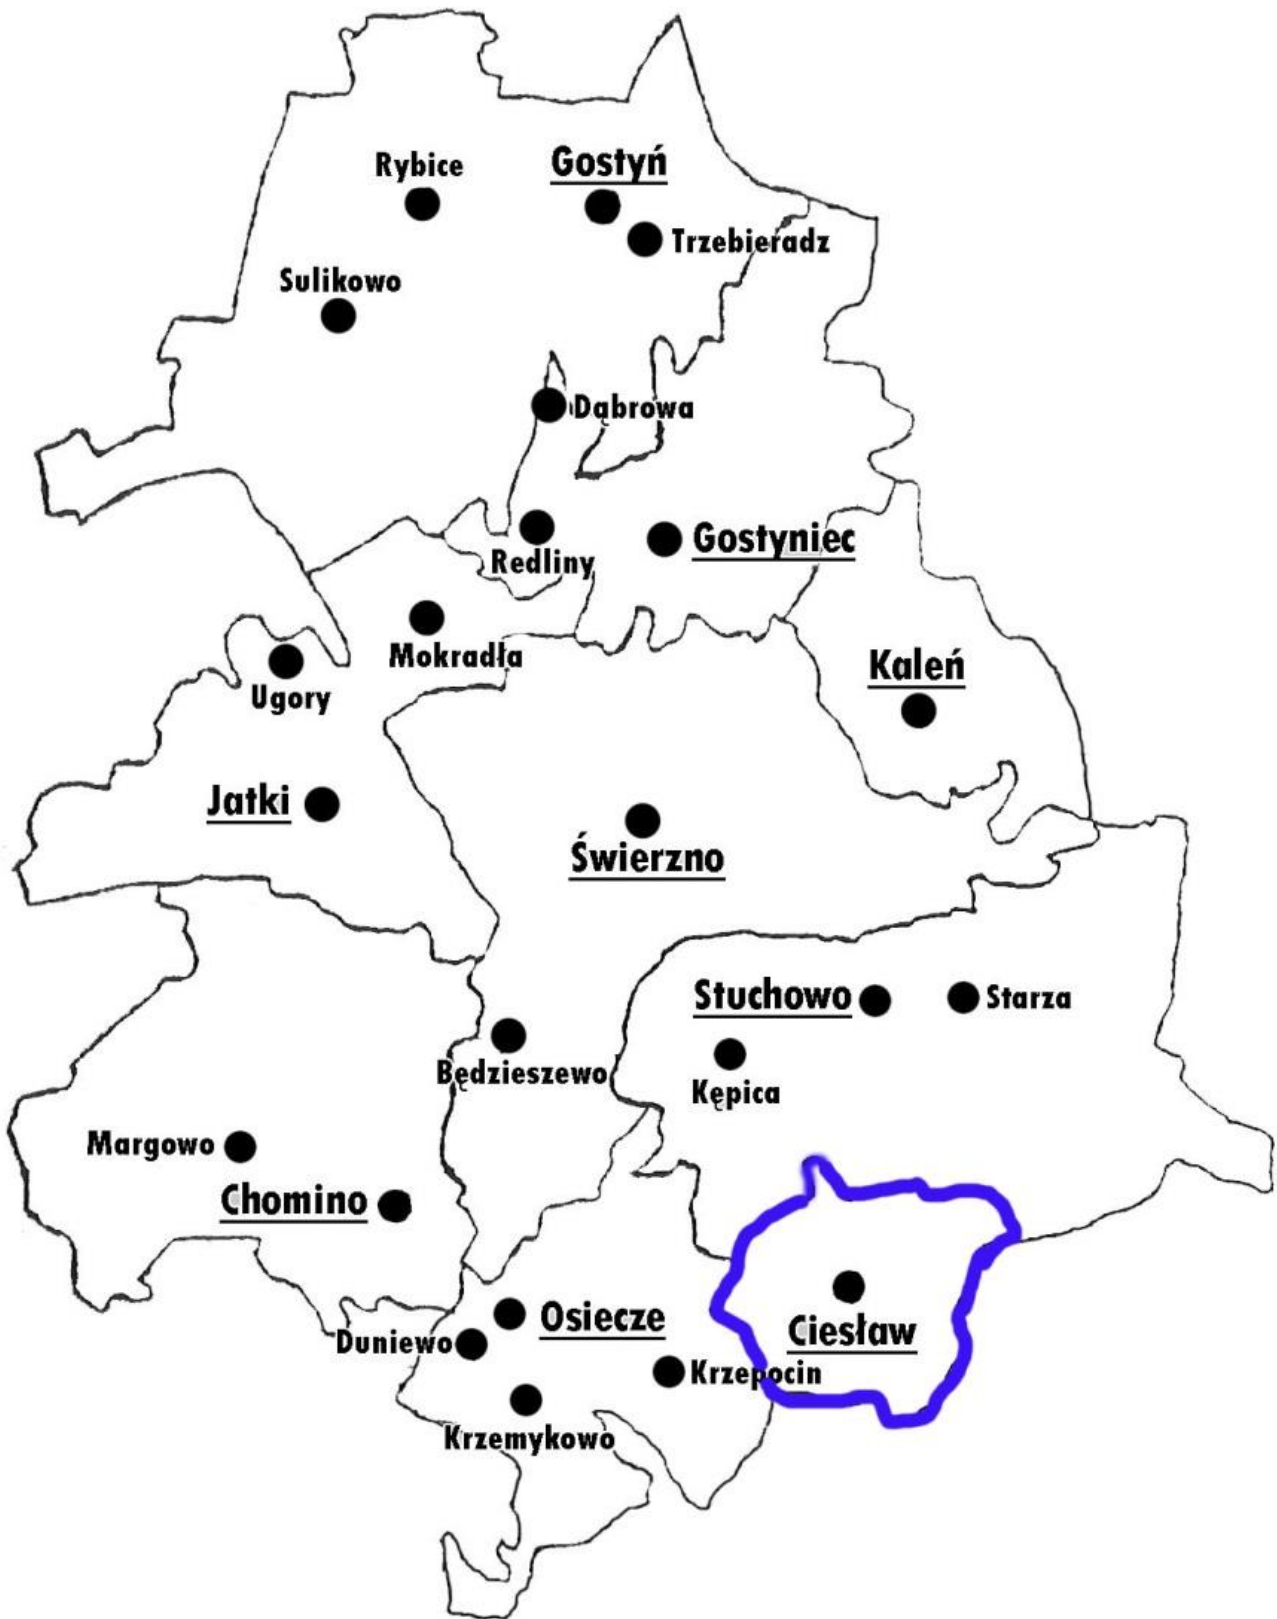 Rybice
Gostyń
Trzebieradz
Sulikowo
Dąbrowa
Redliny
Gostyniec
Mokradła
Ugory
Kaleń
Jatki
Świerzno
Stuchowo
Starza
Będzieszewo
Kępica
Margowo
Chomino
Osiecze
Ciesław
Duniewo
Krzepocin
Krzemykowo